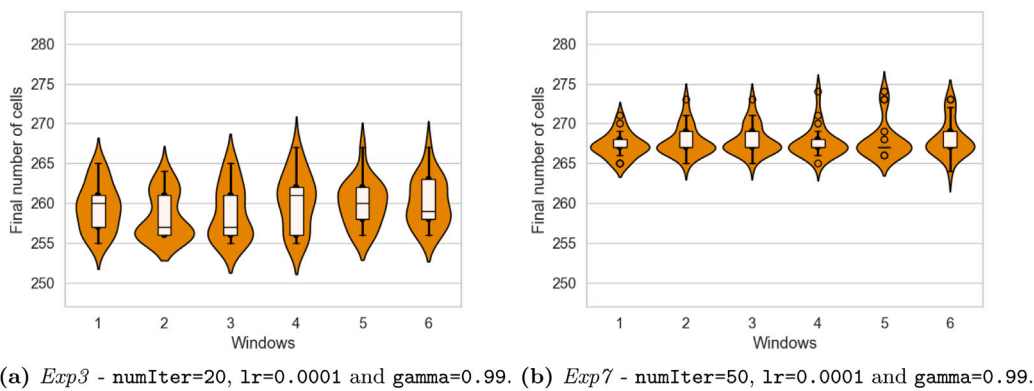 280
275
270
265
260
255
250
Final number of cells
1 2 3 4 5 6
Windows
280
275
270
265
260
255
250
Final number of cells
1 2 3 4 5 6
Windows
(a) Exp3 - numIter=20, lr=0.0001 and gamma=0.99.
(b) Exp7 - numIter=50, lr=0.0001 and gamma=0.99.